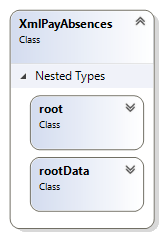 XmlPayAbsences
Class
Nested Types
root
Class
rootData
Class